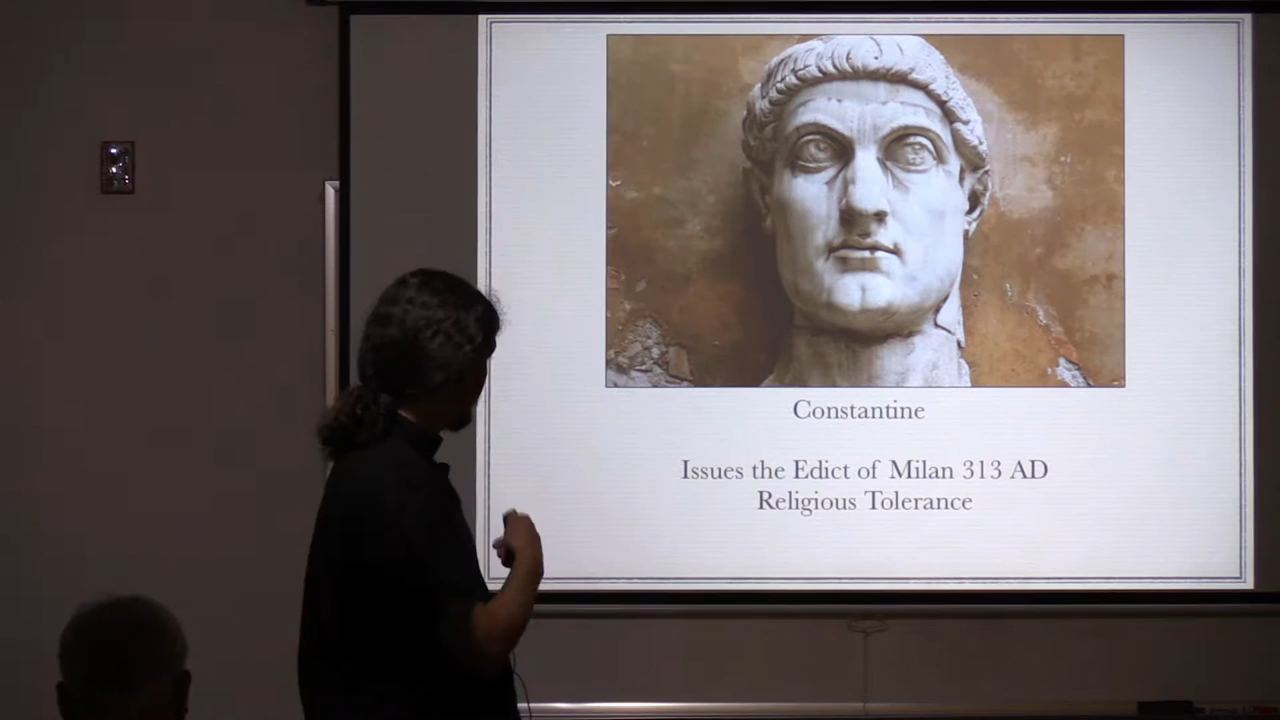 Constantine
Issues the Edict of Milan 313 AD
Religious Tolerance